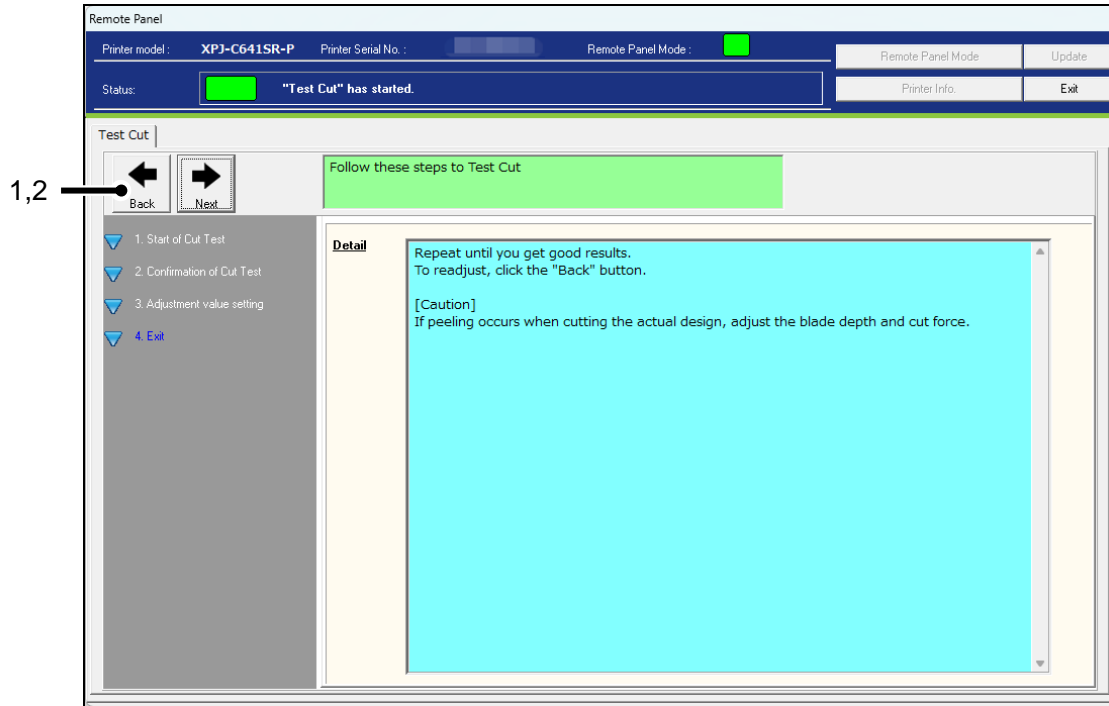 Remote Panel
Printer model : XPJ-C641SR-P Printer Serial No. : Remote Panel Mode :
Remote Panel Mode Update
Status: "Test Cut" has started.
Printer Info. Exit
Test Cut
Follow these steps to Test Cut
1,2
Back Next
1. Start of Cut Test
2. Confirmation of Cut Test
3. Adjustment value setting
4. Exit
Detail
Repeat until you get good results.
To readjust, click the "Back" button.
[Caution]
If peeling occurs when cutting the actual design, adjust the blade depth and cut force.